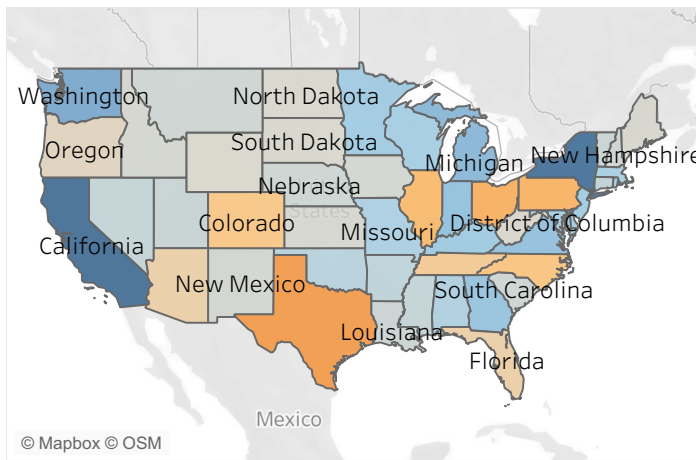 Washington
North Dakota
Oregon
South Dakota
Michigan
New Hampshire
Nebraska
States
Colorado
Missouri
District of Columbia
California
New Mexico
South Carolina
Louisiana
Florida
Mexico
© Mapbox © OSM